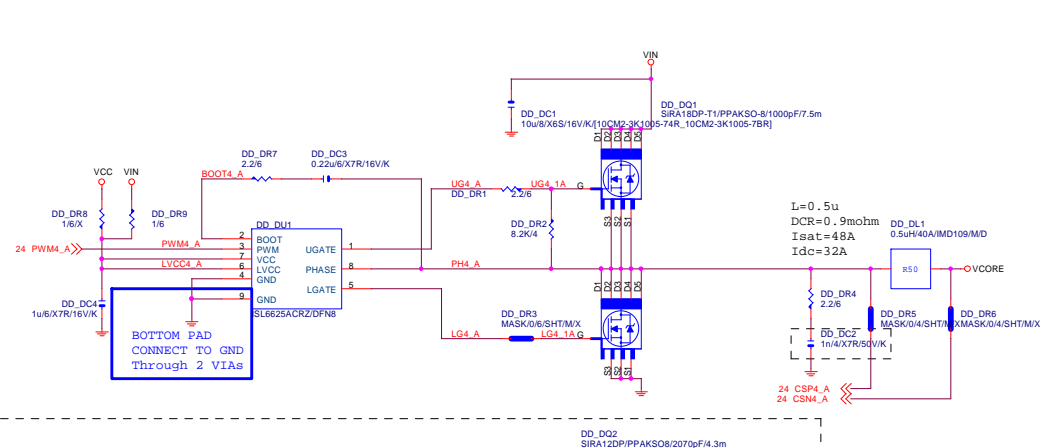 VIN
DD_DQ1
SiRA18DP-T1/PPAKSO-8/1000pF/7.5m
DD_DC1
10u/8/X6S/16V/K/[10CM2-3K1005-74R_10CM2-3K1005-7BR]
D1
D2
D3
D4
D5
DD_DR7
2.2/6
DD_DC3
0.22u/6/X7R/16V/K
VCC
VIN
BOOT4_A
UG4_A
UG4_1A
G
DD_DR1
2.2/6
S3
S2
S1
DD_DR8
1/6/X
DD_DR9
1/6
DD_DR2
8.2K/4
L=0.5u
DCR=0.9mohm
Isat=48A
Idc=32A
DD_DL1
0.5uH/40A/IMD109/M/D
DD_DU1
24 PWM4_A
PWM4_A
LVCC4_A
2
3
7
6
4
9
BOOT
PWM
VCC
LVCC
GND
GND
UGATE
PHASE
LGATE
1
8
5
ISL6625ACRZ/DFN8
PH4_A
R50
VCORE
D1
D2
D3
D4
D5
DD_DC4
1u/6/X7R/16V/K
BOTTOM PAD
CONNECT TO GND
Through 2 VIAs
DD_DR3
MASK/0/6/SHT/M/X
LG4_A
LG4_1A
G
S3
S2
S1
DD_DR4
2.2/6
DD_DC2
1n/4/X7R/50V/K
DD_DR5
MASK/0/4/SHT/M/X
DD_DR6
MASK/0/4/SHT/M/X
24 CSP4_A
24 CSN4_A
DD_DQ2
SIRA12DP/PPAKSO8/2070pF/4.3m